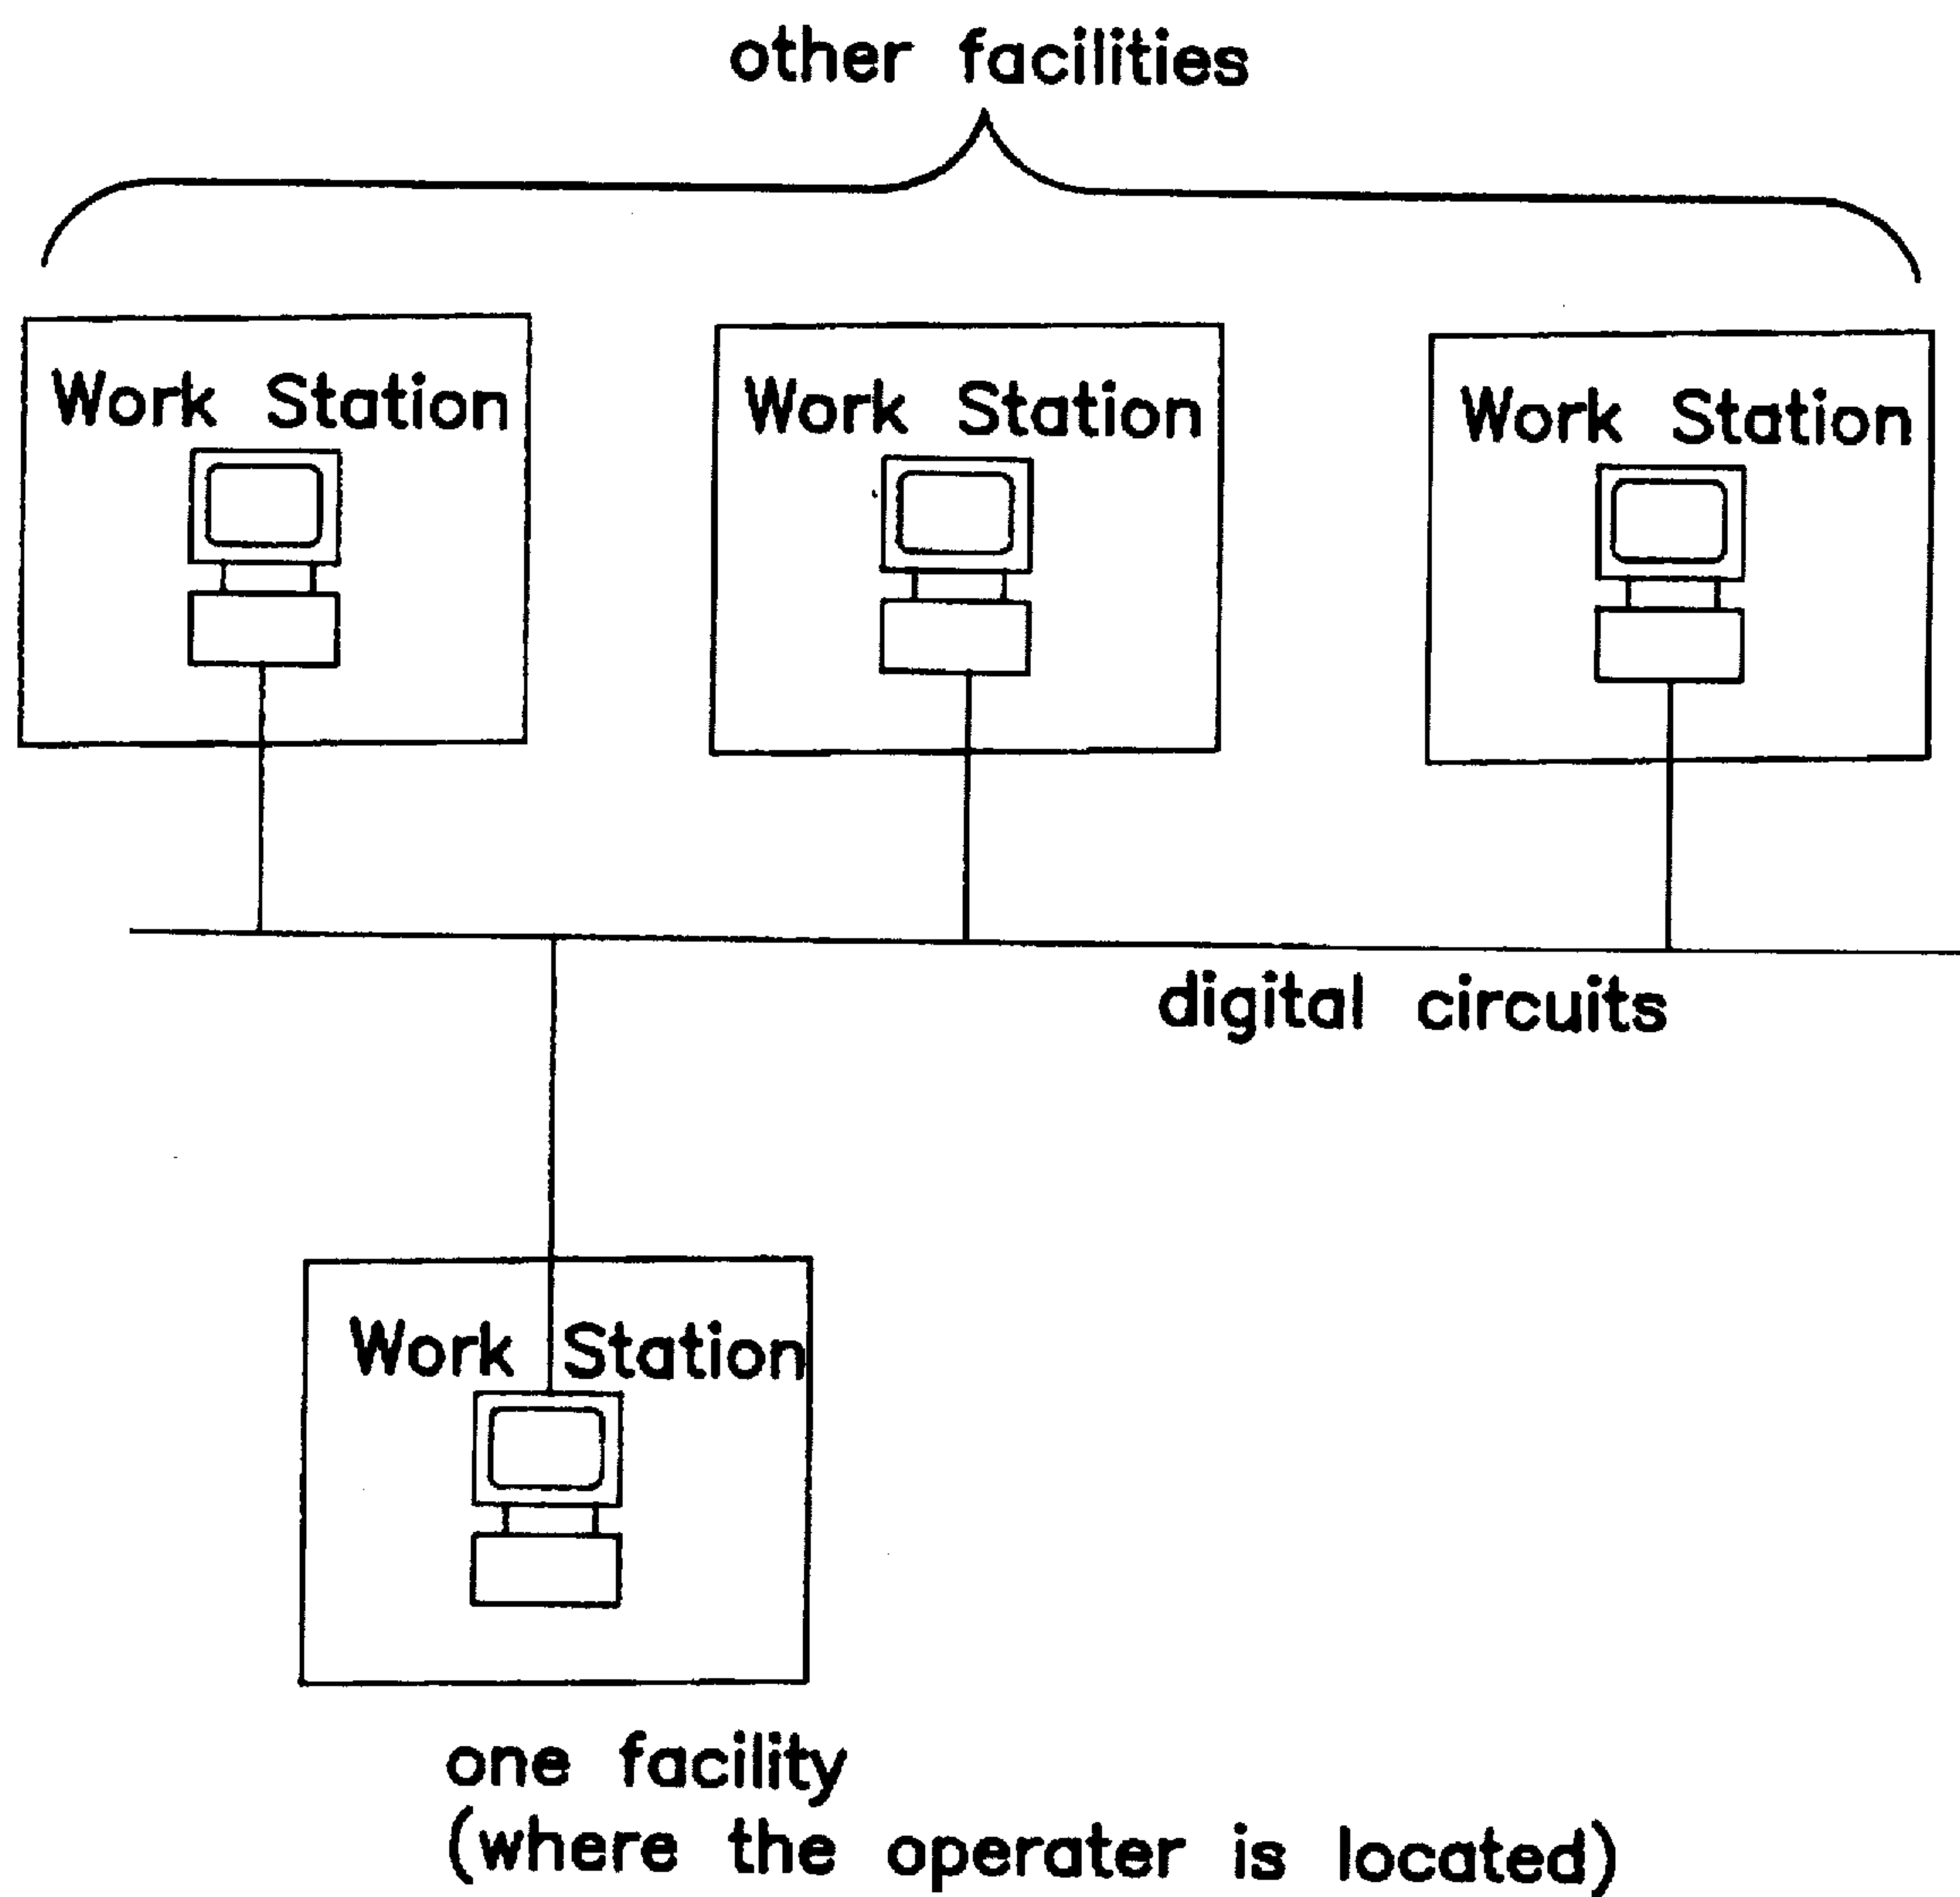 other facilities
Work Station
Work Station
Work Station
digital circuits
Work Station
one facility
(where the operater is located)